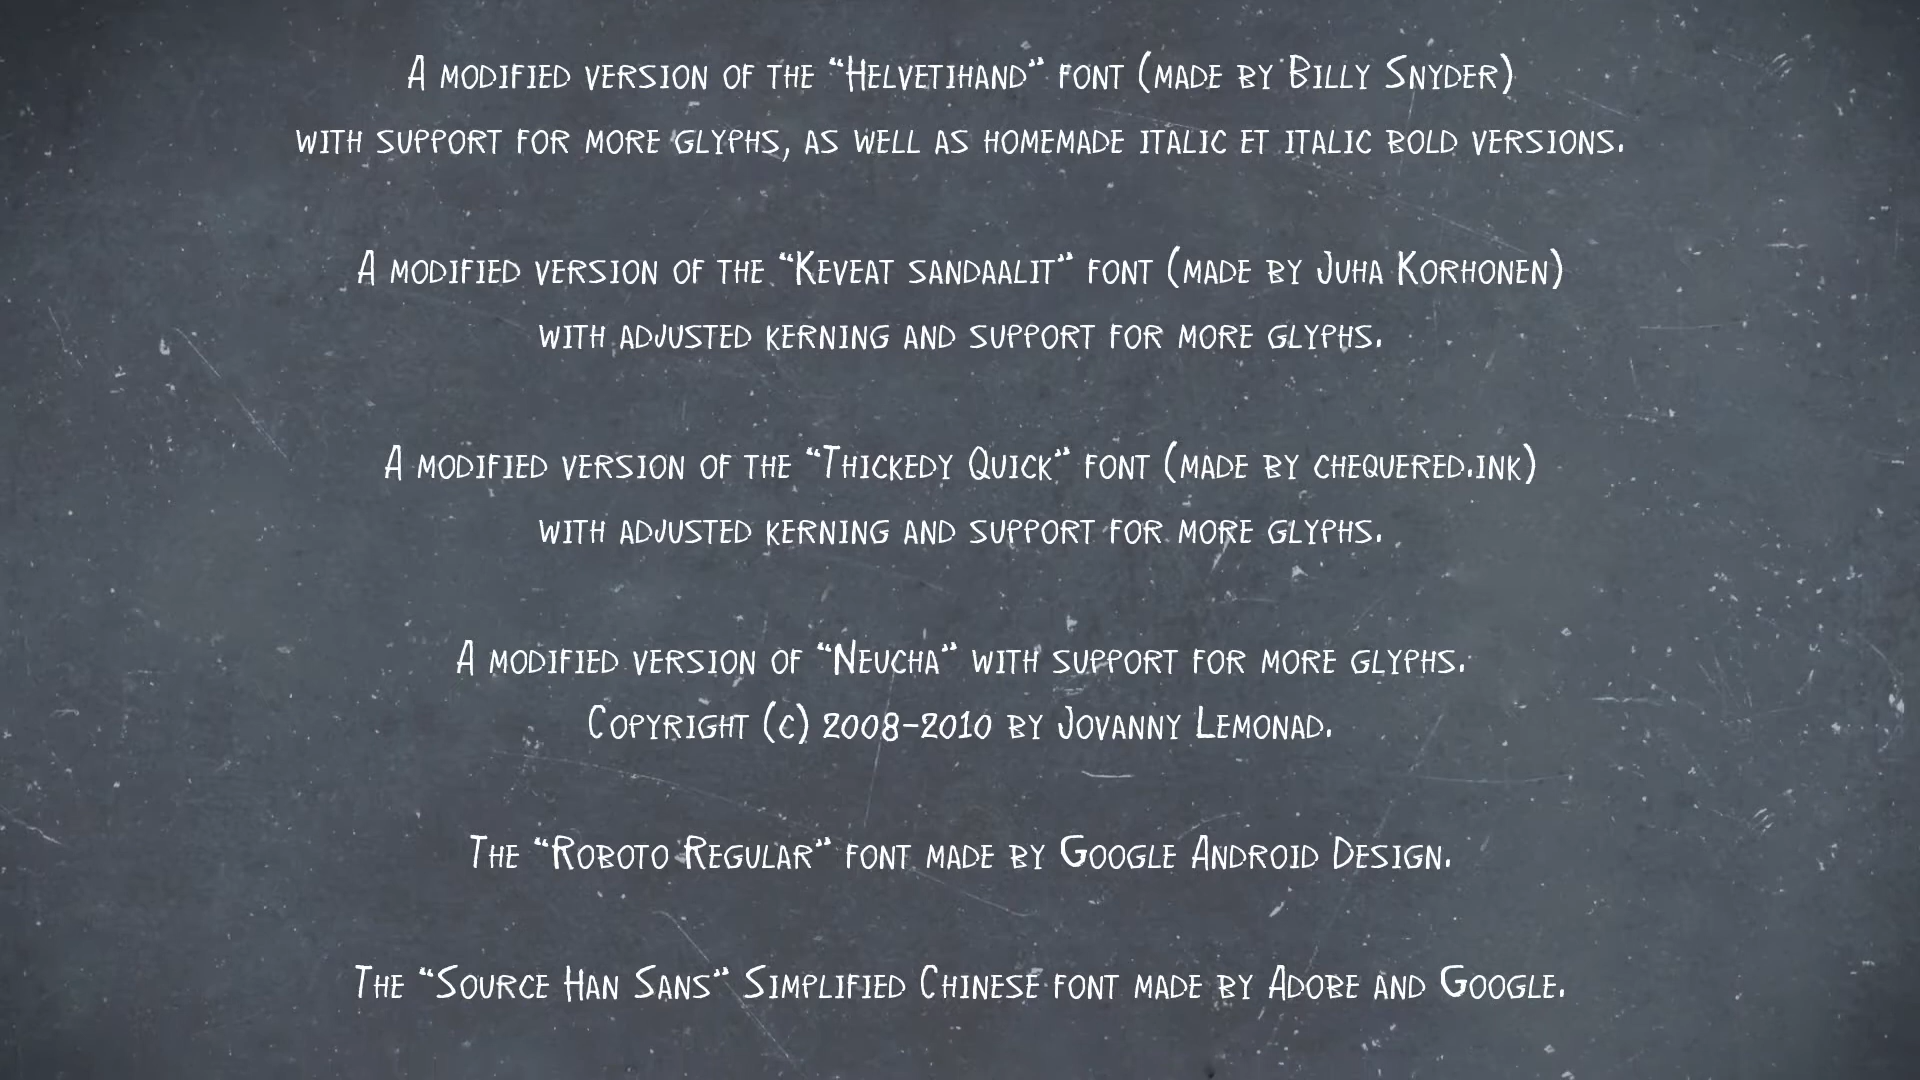 A modified version of the “Helvetihand” font (made by Billy Snyder)
with support for more glyphs, as well as homemade italic et italic bold versions.
A modified version of the “Keveat sandaalit” font (made by Juha Korhonen)
with adjusted kerning and support for more glyphs.
A modified version of the “Thickedy Quick” font (made by chequered.ink)
with adjusted kerning and support for more glyphs.
A modified version of “Neucha” with support for more glyphs.
Copyright (c) 2008-2010 by Jovanny Lemonad.
The “Roboto Regular” font made by Google Android Design.
The “Source Han Sans” Simplified Chinese font made by Adobe and Google.